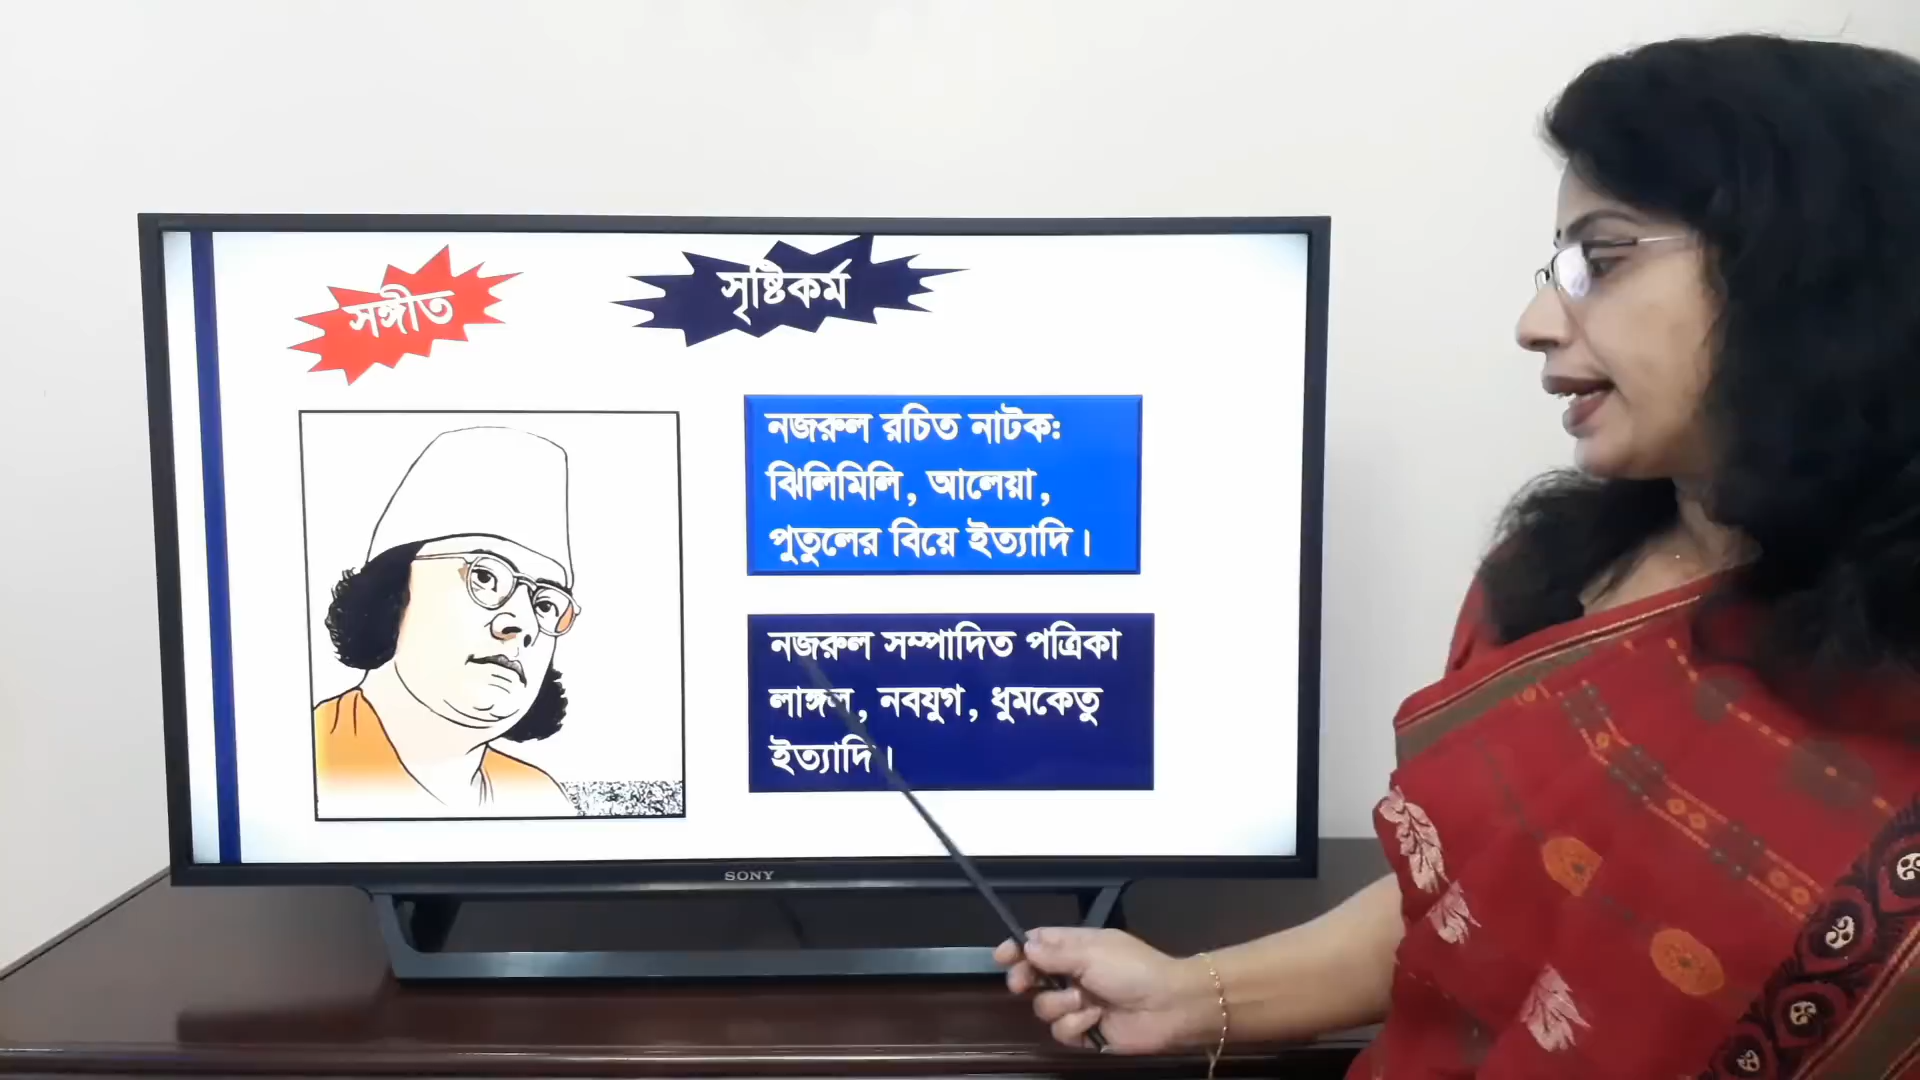 সঙ্গীত
সৃষ্টিকর্ম
নজরুল রচিত নাটক:
ঝিলিমিলি, আলেয়া,
পুতুলের বিয়ে ইত্যাদি।
নজরুল সম্পাদিত পত্রিকা
লাঙ্গল, নবযুগ, ধুমকেতু
ইত্যাদি।
SONY